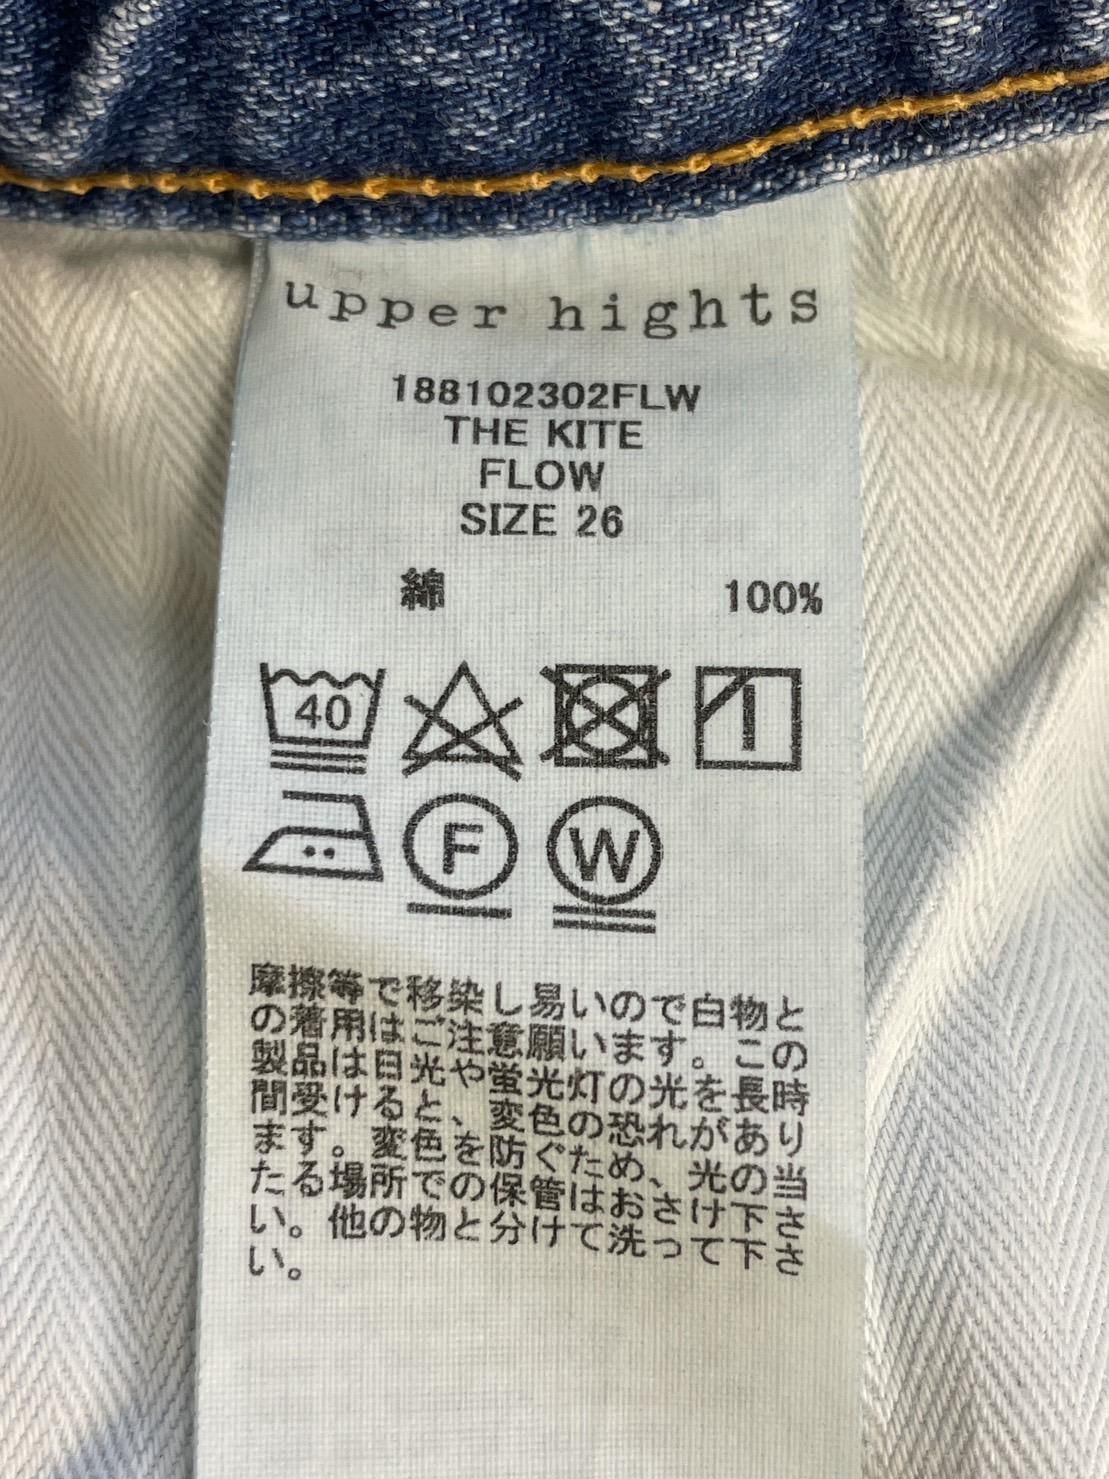 upper hights
188102302FLW
THE KITE
FLOW
SIZE 26
綿 100%
40
F W
摩擦等で移染し易いので白物と
の着用はご注意願います。この
製品は日光や蛍光灯の光を長時
間受けると、変色の恐れがあり
ます。変色を防ぐため、光の当
たる場所での保管はおさけ下さ
い。他の物と分けて洗って下さ
い。